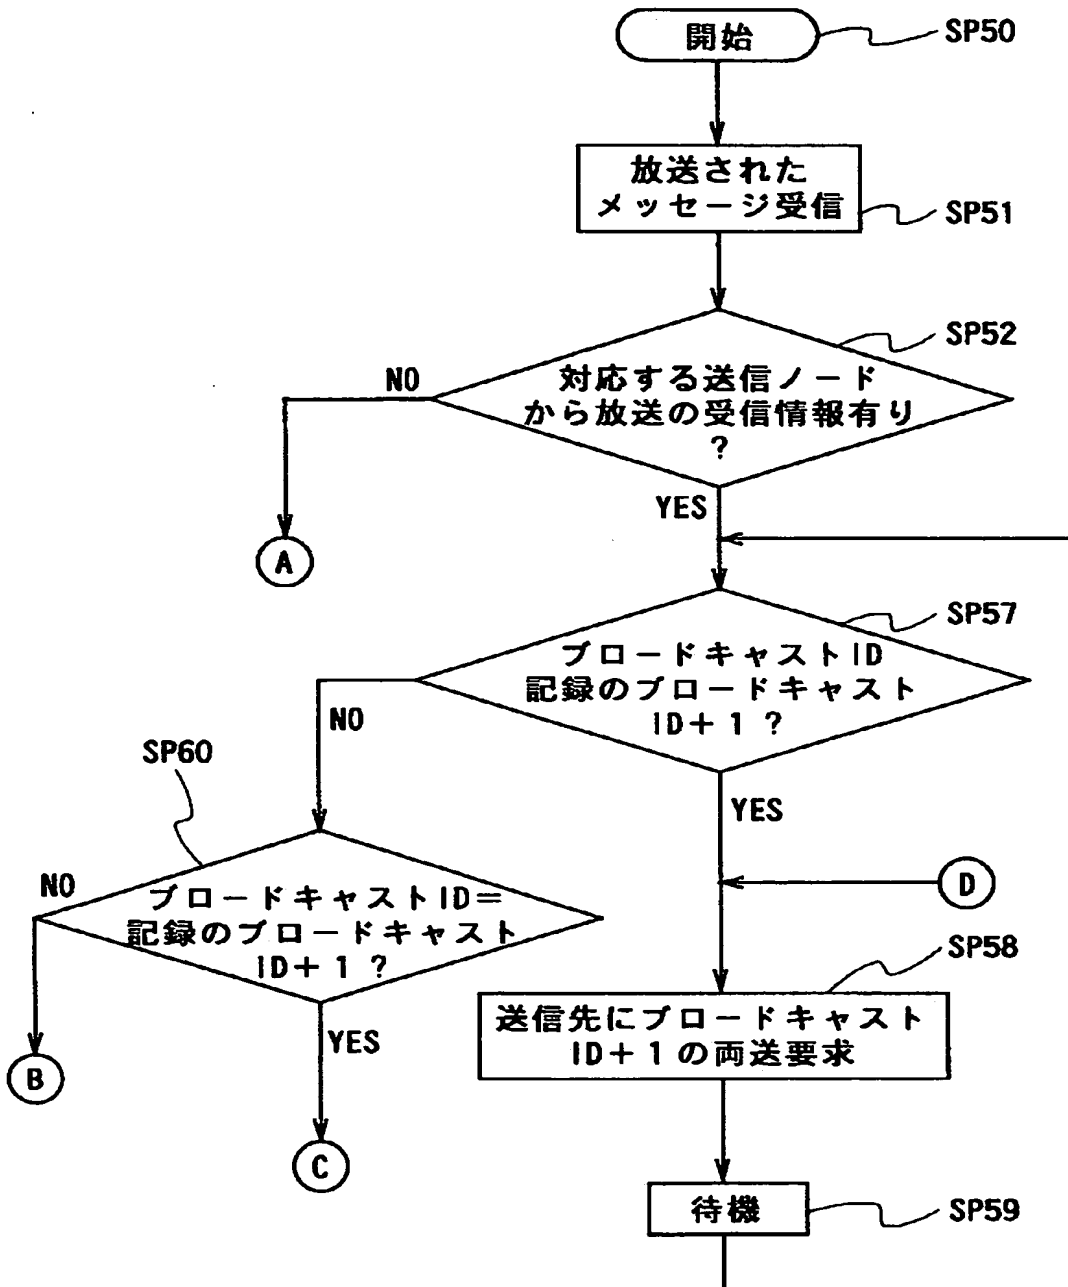 開始
SP50
放送された
メッセージ受信
SP51
SP52
対応する送信ノード
から放送の受信情報有り
?
NO
YES
A
SP57
ブロードキャストID
記録のブロードキャスト
ID+1?
NO
YES
SP60
ブロードキャストID=
記録のブロードキャスト
ID+1?
NO
YES
D
SP58
送信先にブロードキャスト
ID+1の両送要求
B
C
待機
SP59